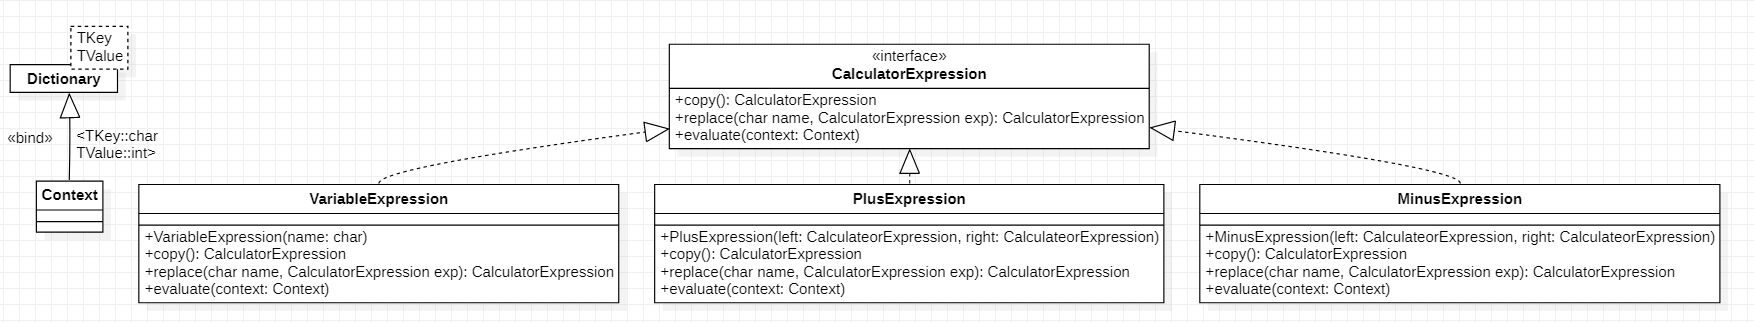 TKey
TValue
Dictionary
«bind»
<TKey::char
TValue::int>
Context
«interface»
CalculatorExpression
+copy(): CalculatorExpression
+replace(char name, CalculatorExpression exp): CalculatorExpression
+evaluate(context: Context)
VariableExpression
+VariableExpression(name: char)
+copy(): CalculatorExpression
+replace(char name, CalculatorExpression exp): CalculatorExpression
+evaluate(context: Context)
PlusExpression
+PlusExpression(left: CalculateorExpression, right: CalculateorExpression)
+copy(): CalculatorExpression
+replace(char name, CalculatorExpression exp): CalculatorExpression
+evaluate(context: Context)
MinusExpression
+MinusExpression(left: CalculateorExpression, right: CalculateorExpression)
+copy(): CalculatorExpression
+replace(char name, CalculatorExpression exp): CalculatorExpression
+evaluate(context: Context)